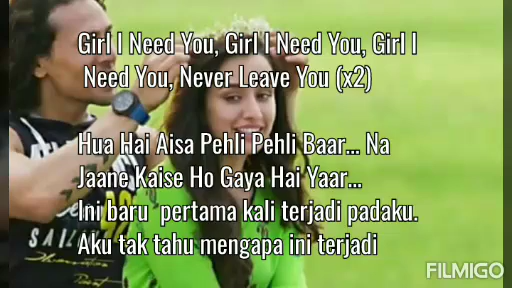 Girl I Need You, Girl I Need You, Girl I
Need You, Never Leave You (x2)
Hua Hai Aisa Pehli Pehli Baar... Na
Jaane Kaise Ho Gaya Hai Yaar...
Ini baru pertama kali terjadi padaku.
Aku tak tahu mengapa ini terjadi
SAIL
FILMIGO